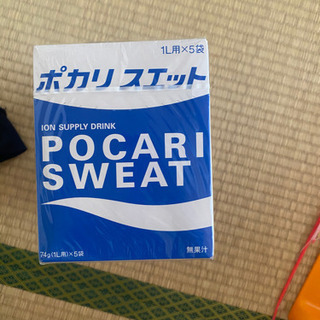 1L用×5袋
ポカリスエット
ION SUPPLY DRINK
POCARI
SWEAT
74g(1L用)×5袋
無果汁